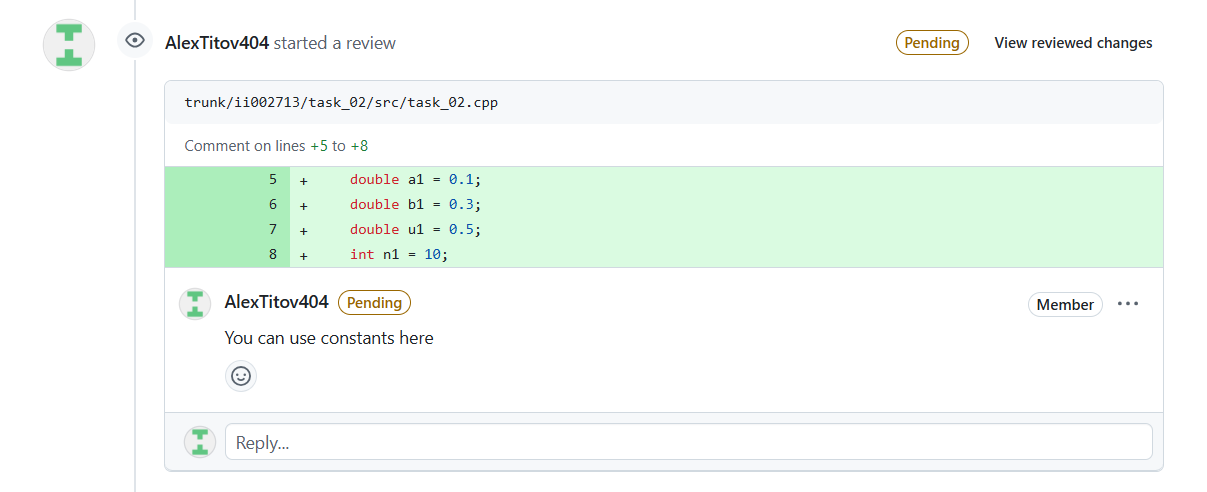 AlexTitov404 started a review
Pending
View reviewed changes
trunk/ii002713/task_02/src/task_02.cpp
Comment on lines +5 to +8
5 + double a1 = 0.1;
6 + double b1 = 0.3;
7 + double u1 = 0.5;
8 + int n1 = 10;
AlexTitov404
Pending
Member
You can use constants here
Reply...